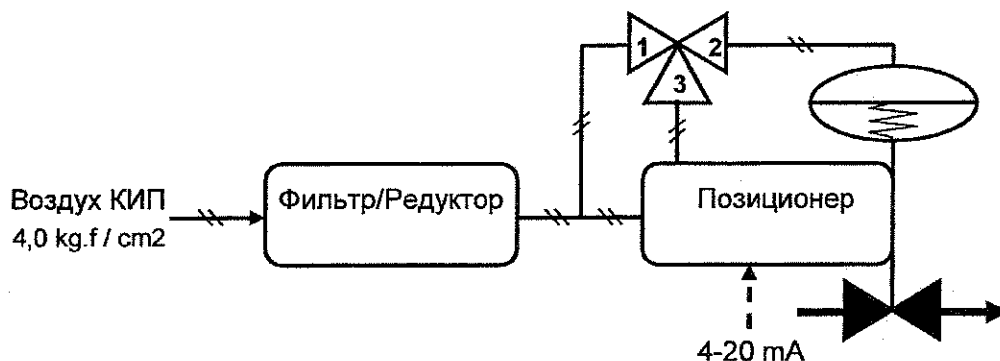 1
2
3
Воздух КИП
4,0 kg.f / cm2
Фильтр/Редуктор
Позиционер
4-20 mA